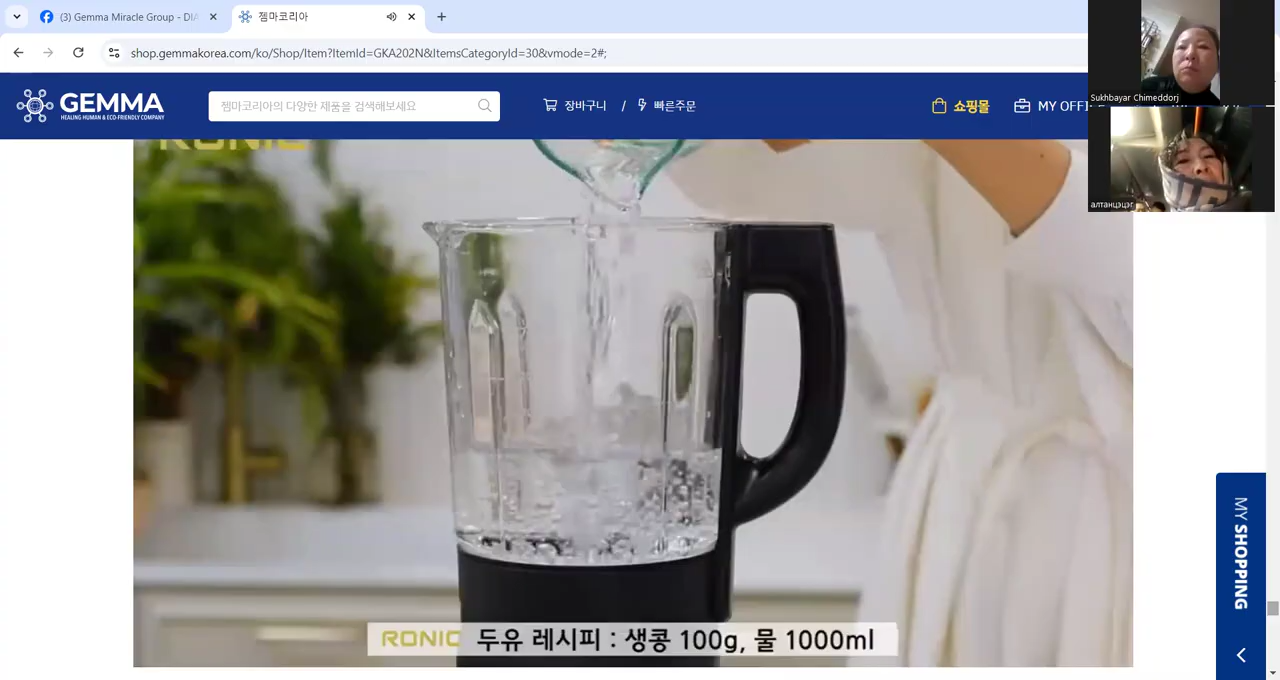 (3) Gemma Miracle Group - DI
젬마코리아
shop.gemmakorea.com/ko/Shop/Item?ItemId=GKA202N&ItemsCategoryId=30&vmode=2#;
GEMMA
HEALING HUMAN & ECO-FRIENDLY COMPANY
젬마코리아의 다양한 제품을 검색해보세요
장바구니 / 빠른주문
쇼핑몰
MY OFFI
Sukhbayar Chimeddorj
алтанцэцэг
RONIC
MY SHOPPING
RONIC 두유 레시피 : 생콩 100g, 물 1000ml